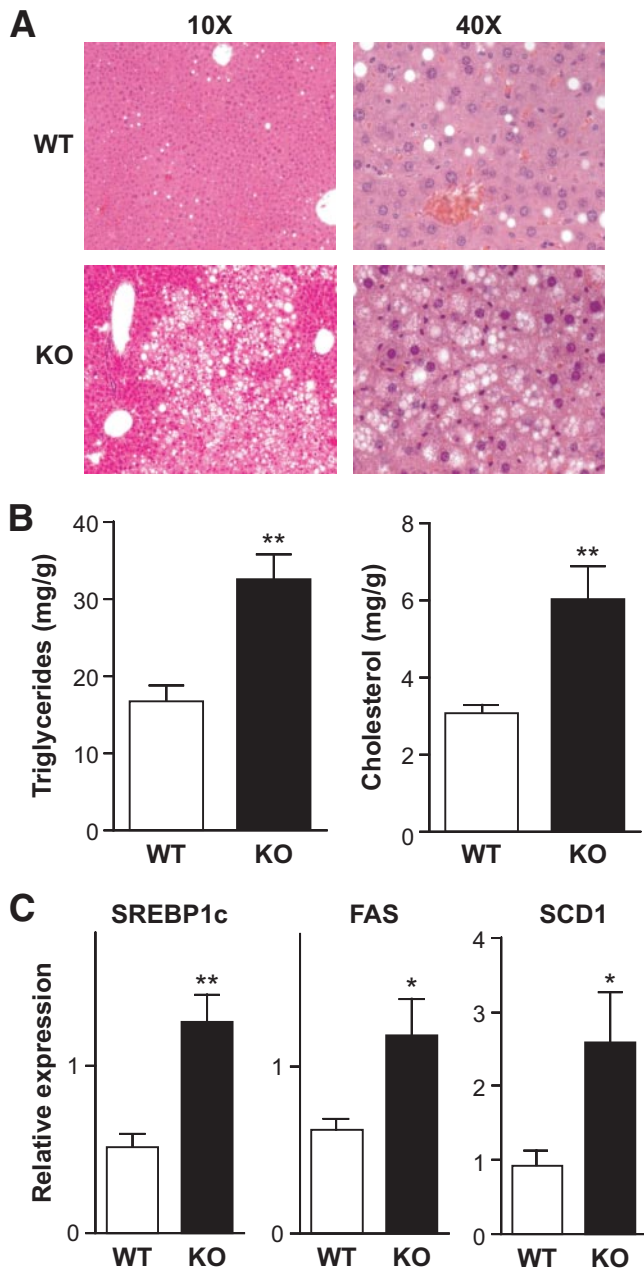 A
10X
40X
WT
KO
B
Triglycerides (mg/g)
40
30
20
10
0
**
WT
KO
Cholesterol (mg/g)
8
6
4
2
0
**
WT
KO
C
Relative expression
SREBP1c
1
0
**
WT
KO
FAS
1
0
*
WT
KO
SCD1
4
3
2
1
0
*
WT
KO